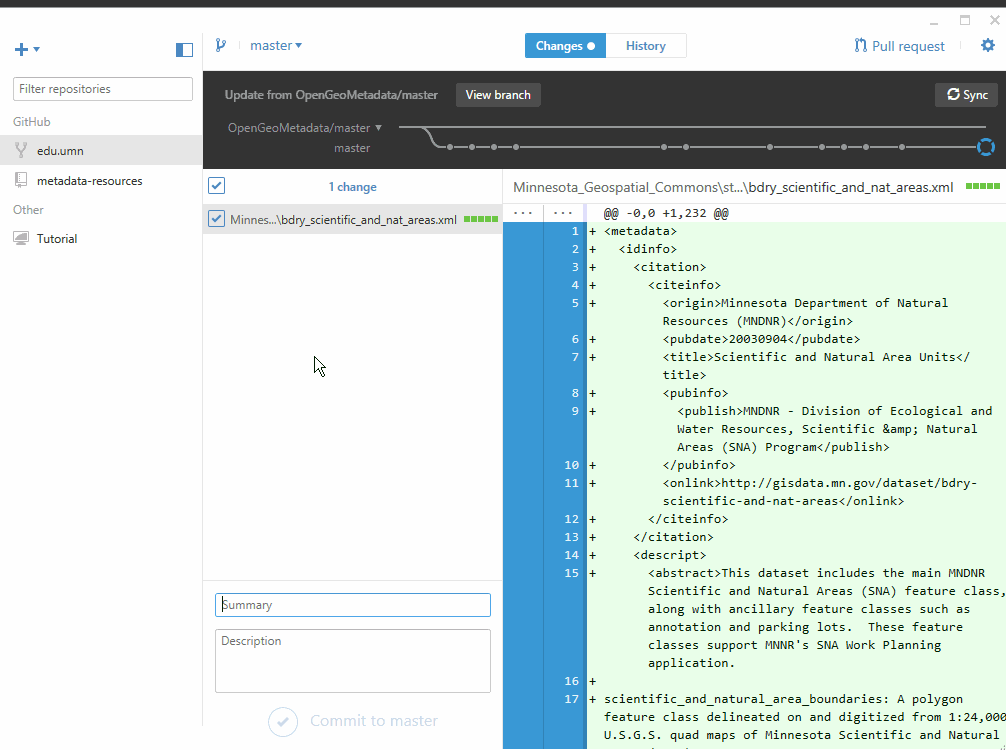 master
Changes
History
Pull request
Filter repositories
GitHub
edu.umn
metadata-resources
Other
Tutorial
Update from OpenGeoMetadata/master
View branch
Sync
OpenGeoMetadata/master
master
1 change
Minnes...\bdry_scientific_and_nat_areas.xml
Summary
Description
Commit to master
Minnesota_Geospatial_Commons\st...\bdry_scientific_and_nat_areas.xml
... ... @@ -0,0 +1,232 @@
1 + <metadata>
2 + <idinfo>
3 + <citation>
4 + <citeinfo>
5 + <origin>Minnesota Department of Natural
Resources (MNDNR)</origin>
6 + <pubdate>20030904</pubdate>
7 + <title>Scientific and Natural Area Units</
title>
8 + <pubinfo>
9 + <publish>MNDNR - Division of Ecological and
Water Resources, Scientific &amp; Natural
Areas (SNA) Program</publish>
10 + </pubinfo>
11 + <onlink>http://gisdata.mn.gov/dataset/bdry-
scientific-and-nat-areas</onlink>
12 + </citeinfo>
13 + </citation>
14 + <descript>
15 + <abstract>This dataset includes the main MNDNR
Scientific and Natural Areas (SNA) feature class,
along with ancillary feature classes such as
annotation and parking lots. These feature
classes support MNNR's SNA Work Planning
application.
16 +
17 + scientific_and_natural_area_boundaries: A polygon
feature class delineated on and digitized from 1:24,000
U.S.G.S. quad maps of Minnesota Scientific and Natural